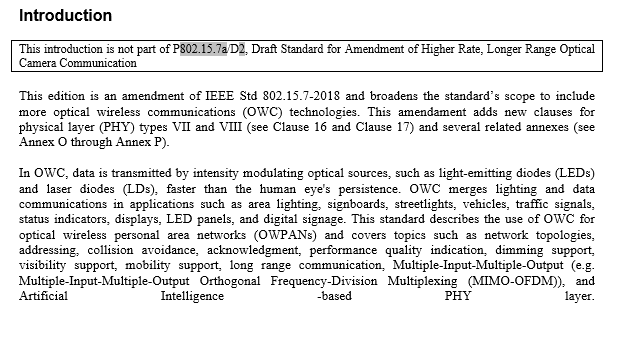 Introduction
This introduction is not part of P802.15.7a/D2, Draft Standard for Amendment of Higher Rate, Longer Range Optical
Camera Communication
This edition is an amendment of IEEE Std 802.15.7-2018 and broadens the standard’s scope to include
more optical wireless communications (OWC) technologies. This amendament adds new clauses for
physical layer (PHY) types VII and VIII (see Clause 16 and Clause 17) and several related annexes (see
Annex O through Annex P).
In OWC, data is transmitted by intensity modulating optical sources, such as light-emitting diodes (LEDs)
and laser diodes (LDs), faster than the human eye's persistence. OWC merges lighting and data
communications in applications such as area lighting, signboards, streetlights, vehicles, traffic signals,
status indicators, displays, LED panels, and digital signage. This standard describes the use of OWC for
optical wireless personal area networks (OWPANs) and covers topics such as network topologies,
addressing, collision avoidance, acknowledgment, performance quality indication, dimming support,
visibility support, mobility support, long range communication, Multiple-Input-Multiple-Output (e.g.
Multiple-Input-Multiple-Output Orthogonal Frequency-Division Multiplexing (MIMO-OFDM)), and
Artificial Intelligence -based PHY layer.